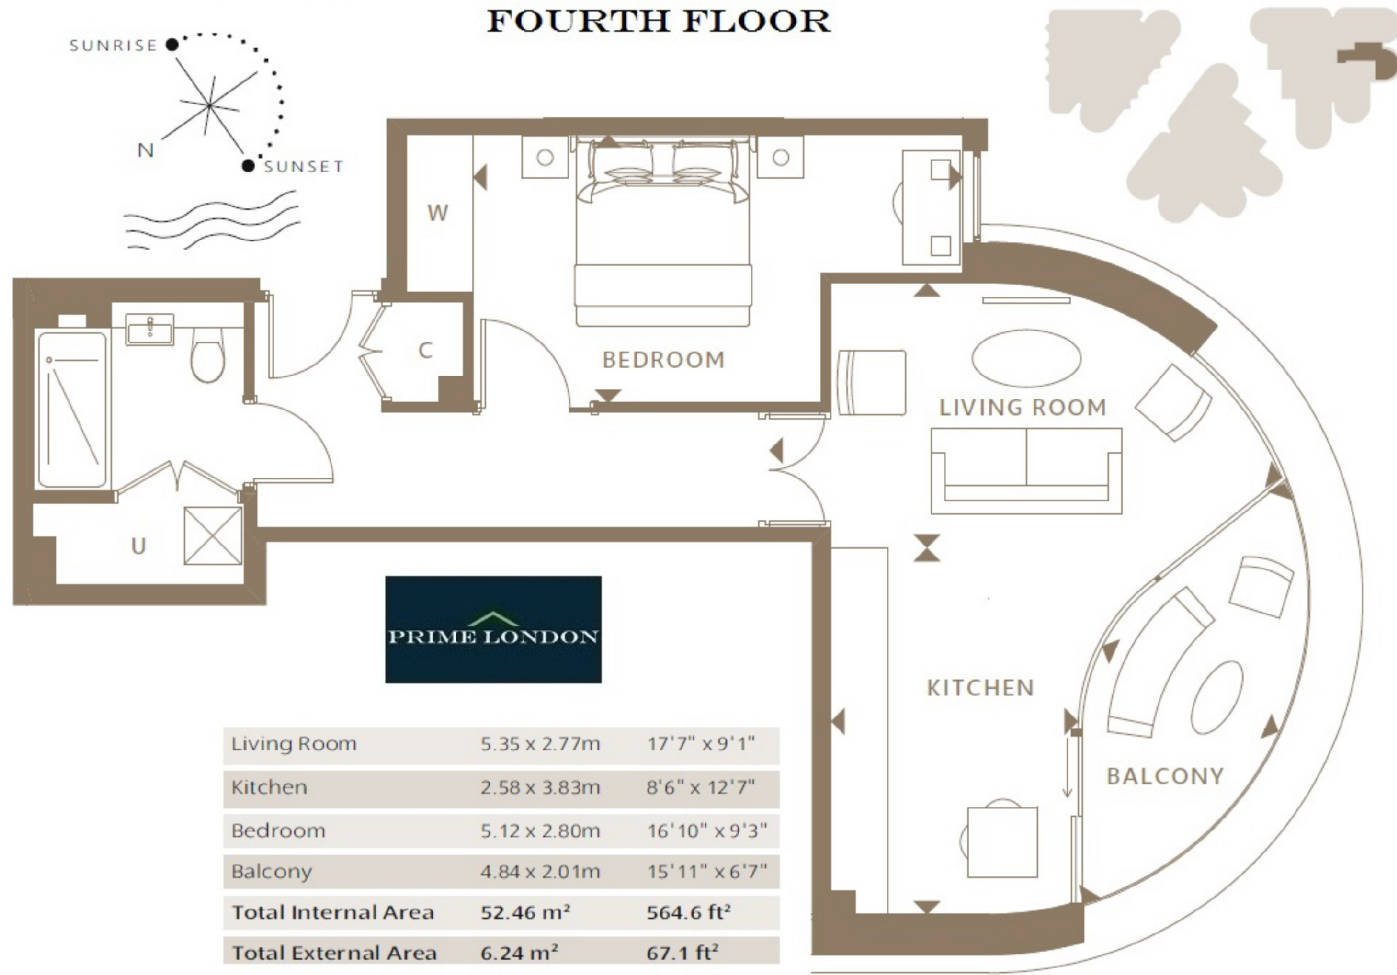 FOURTH FLOOR
SUNRISE
N
SUNSET
W
C
BEDROOM
LIVING ROOM
U
KITCHEN
BALCONY
PRIME LONDON
Living Room 5.35 x 2.77m 17'7" x 9'1"
Kitchen 2.58 x 3.83m 8'6" x 12'7"
Bedroom 5.12 x 2.80m 16'10" x 9'3"
Balcony 4.84 x 2.01m 15'11" x 6'7"
Total Internal Area 52.46 m² 564.6 ft²
Total External Area 6.24 m² 67.1 ft²